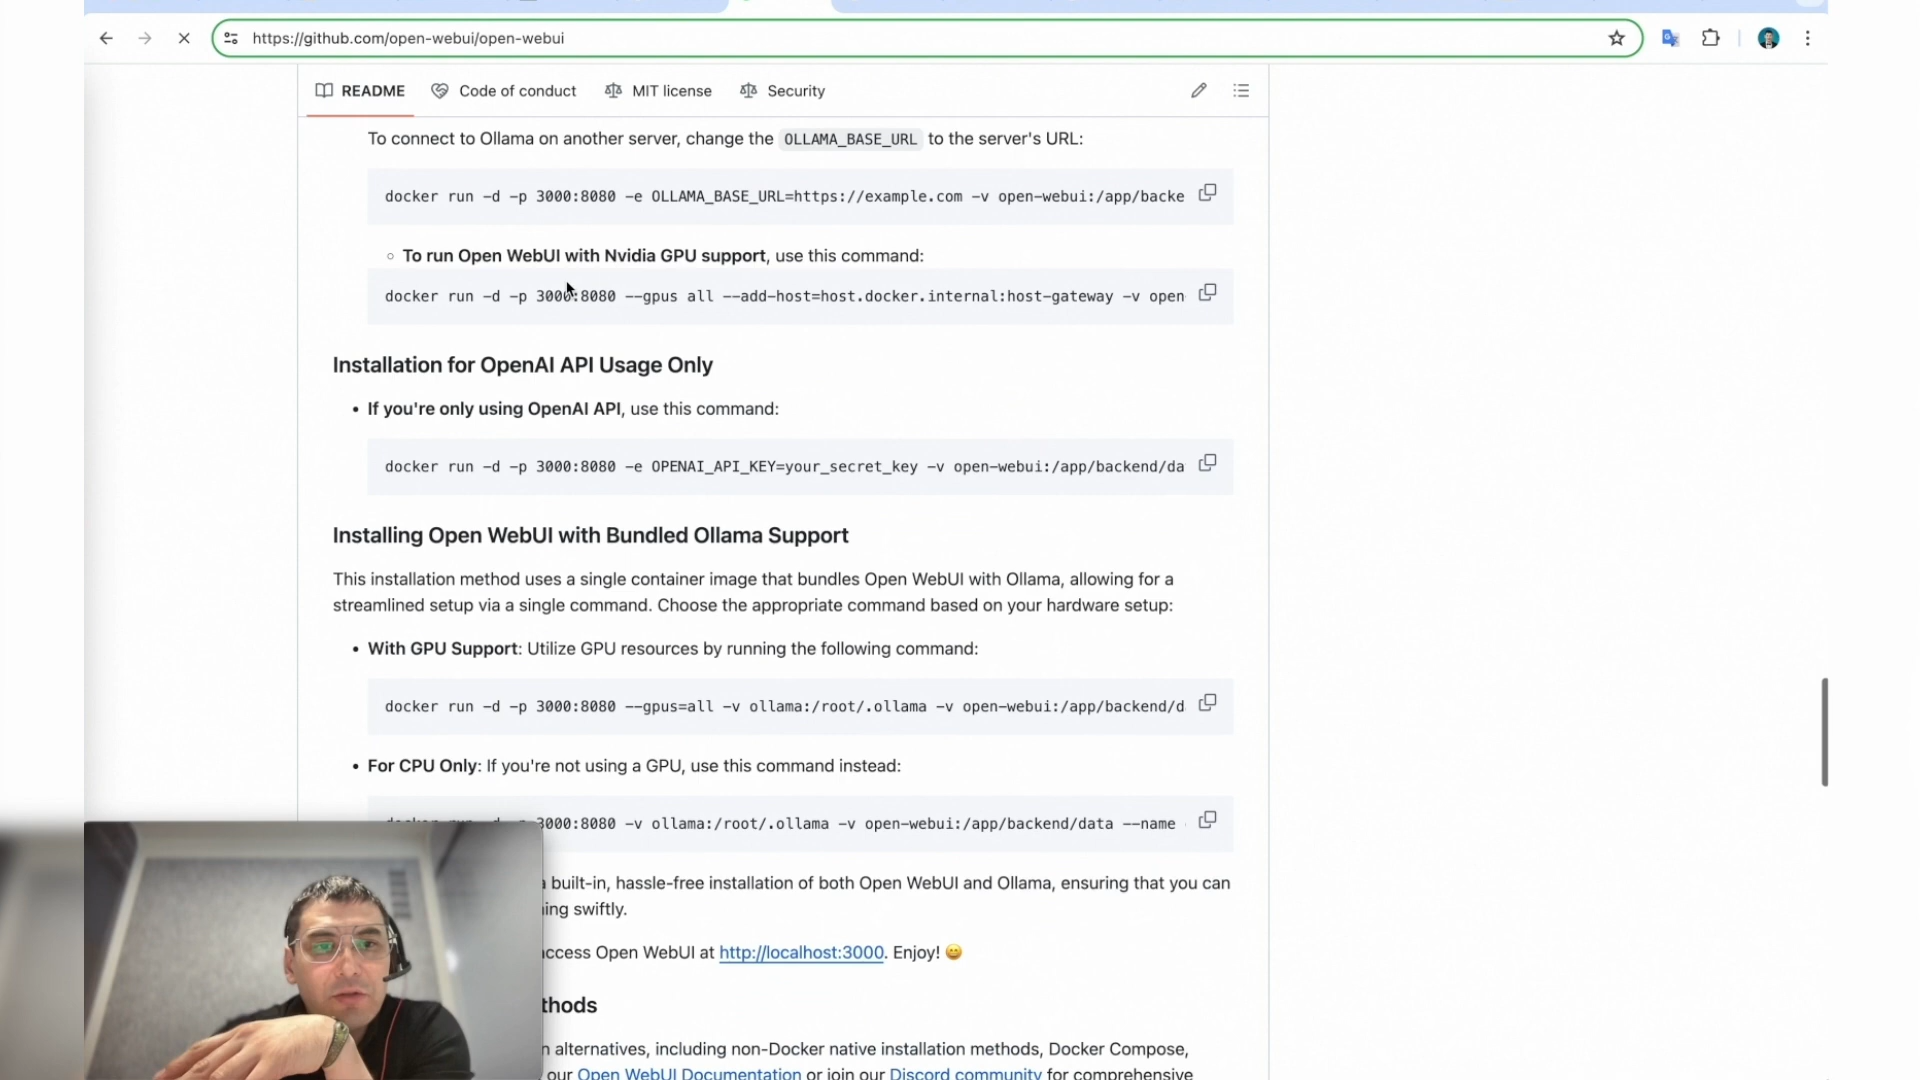 https://github.com/open-webui/open-webui
README
Code of conduct
MIT license
Security
To connect to Ollama on another server, change the OLLAMA_BASE_URL to the server's URL:
docker run -d -p 3000:8080 -e OLLAMA_BASE_URL=https://example.com -v open-webui:/app/backe
To run Open WebUI with Nvidia GPU support, use this command:
docker run -d -p 3000:8080 --gpus all --add-host=host.docker.internal:host-gateway -v open
Installation for OpenAI API Usage Only
• If you're only using OpenAI API, use this command:
docker run -d -p 3000:8080 -e OPENAI_API_KEY=your_secret_key -v open-webui:/app/backend/da
Installing Open WebUI with Bundled Ollama Support
This installation method uses a single container image that bundles Open WebUI with Ollama, allowing for a
streamlined setup via a single command. Choose the appropriate command based on your hardware setup:
• With GPU Support: Utilize GPU resources by running the following command:
docker run -d -p 3000:8080 --gpus=all -v ollama:/root/.ollama -v open-webui:/app/backend/d
• For CPU Only: If you're not using a GPU, use this command instead:
3000:8080 -v ollama:/root/.ollama -v open-webui:/app/backend/data --name
built-in, hassle-free installation of both Open WebUI and Ollama, ensuring that you can
ing swiftly.
ccess Open WebUI at http://localhost:3000. Enjoy! 😄
thods
n alternatives, including non-Docker native installation methods, Docker Compose,
our Open WebUI Documentation or join our Discord community for comprehensive